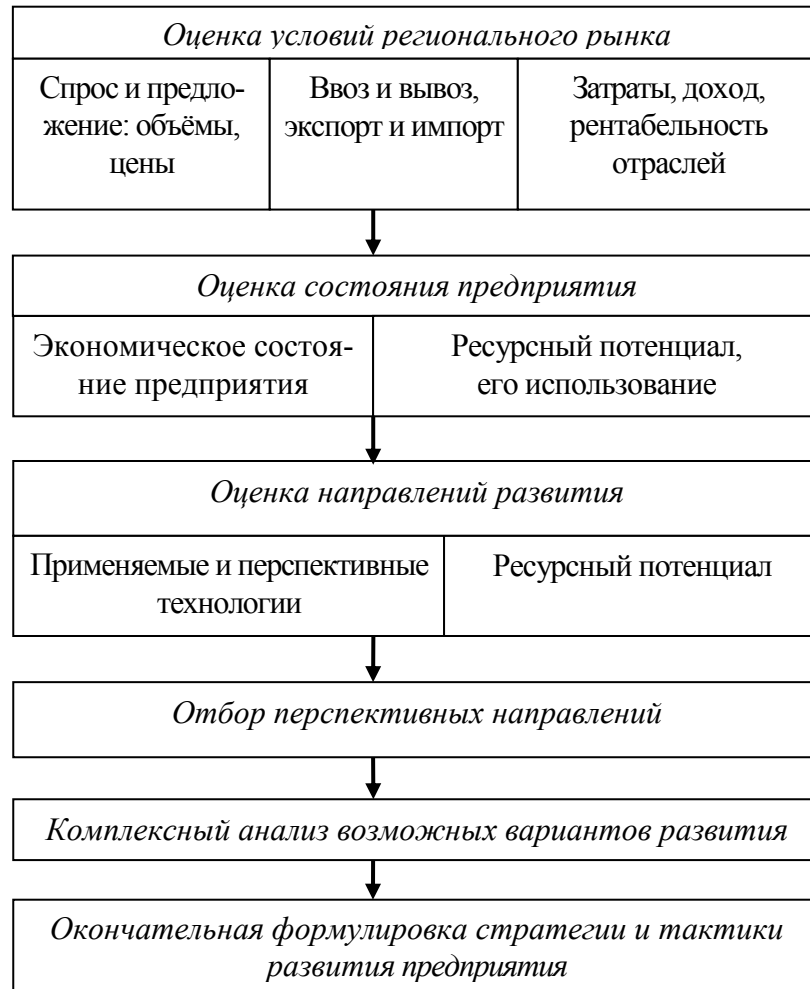 Оценка условий регионального рынка
Спрос и предло-
жение: объёмы,
цены
Ввоз и вывоз,
экспорт и импорт
Затраты, доход,
рентабельность
отраслей
Оценка состояния предприятия
Экономическое состоя-
ние предприятия
Ресурсный потенциал,
его использование
Оценка направлений развития
Применяемые и перспективные
технологии
Ресурсный потенциал
Отбор перспективных направлений
Комплексный анализ возможных вариантов развития
Окончательная формулировка стратегии и тактики
развития предприятия